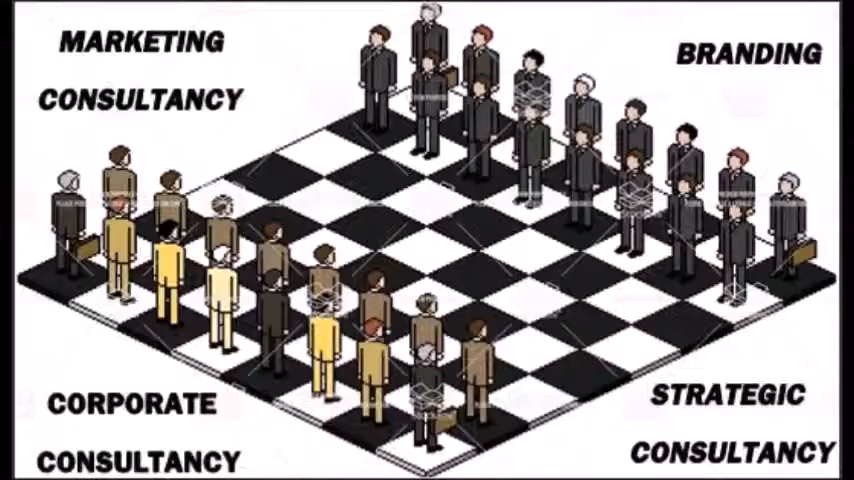 MARKETING
CONSULTANCY
BRANDING
CORPORATE
CONSULTANCY
STRATEGIC
CONSULTANCY